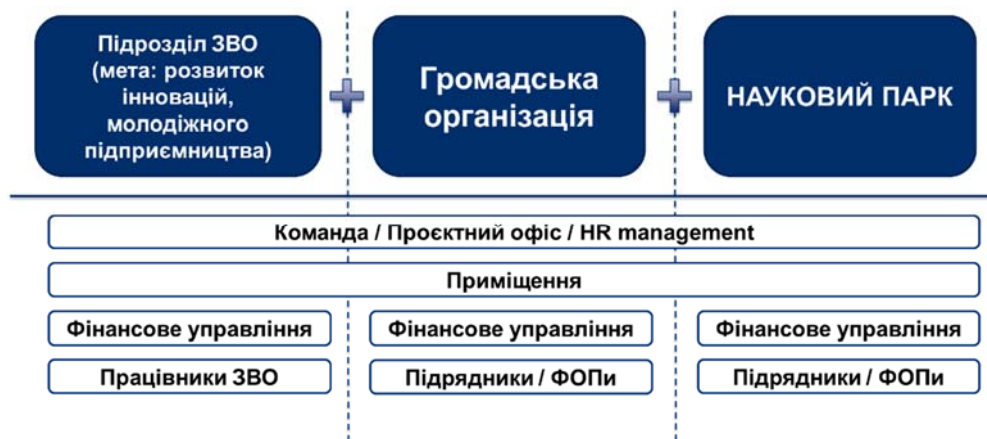 Підрозділ ЗВО
(мета: розвиток
інновацій,
молодіжного
підприємництва)
Громадська
організація
НАУКОВИЙ ПАРК
Команда / Проєктний офіс / HR management
Приміщення
Фінансове управління
Фінансове управління
Фінансове управління
Працівники ЗВО
Підрядники / ФОПи
Підрядники / ФОПи